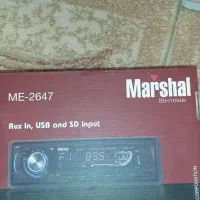 Marshal
Electronic
ME-2647
Aux In, USB and SD Input